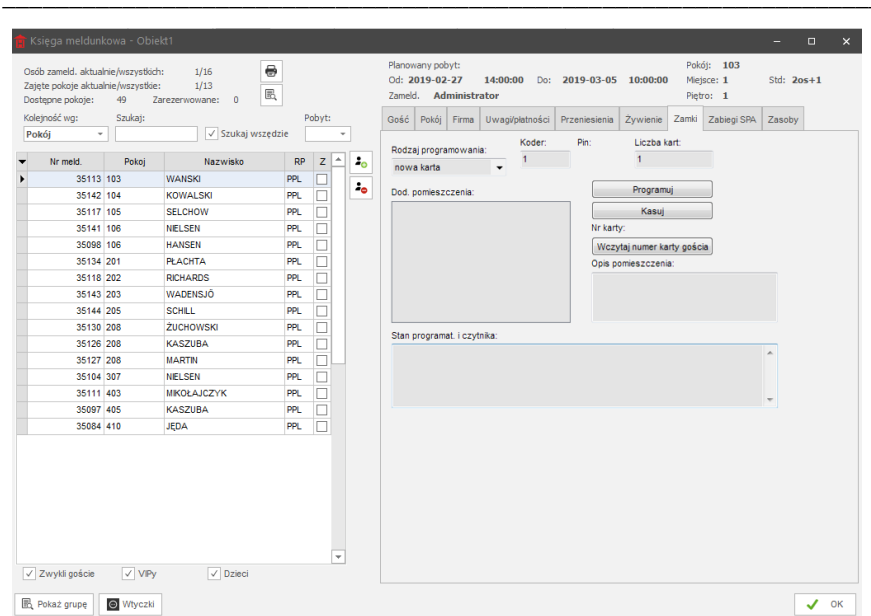 Księga meldunkowa - Obiekt1
Osób zameld. aktualnie/wszystkich: 1/16
Zajęte pokoje aktualnie/wszystkie: 1/13
Dostępne pokoje: 49 Zarezerwowane: 0
Kolejność wg: Szukaj: Pobyt:
Pokój Szukaj wszędzie
Nr meld. Pokoj Nazwisko RP Z
35113 103 WANSKI PPL
35142 104 KOWALSKI PPL
35117 105 SELCHOW PPL
35141 106 NIELSEN PPL
35098 106 HANSEN PPL
35134 201 PŁACHTA PPL
35118 202 RICHARDS PPL
35143 203 WADENSJÖ PPL
35144 205 SCHILL PPL
35130 208 ŻUCHOWSKI PPL
35126 208 KASZUBA PPL
35127 208 MARTIN PPL
35104 307 NIELSEN PPL
35111 403 MIKOŁAJCZYK PPL
35097 405 KASZUBA PPL
35084 410 JĘDA PPL
Zwykli goście VIPy Dzieci
Pokaż grupę Wtyczki
Planowany pobyt: Pokój: 103
Od: 2019-02-27 14:00:00 Do: 2019-03-05 10:00:00 Miejsce: 1 Std: 2os+1
Zameld. Administrator Piętro: 1
Gość Pokój Firma Uwagi/płatności Przeniesienia Żywienie Zamki Zabiegi SPA Zasoby
Rodzaj programowania: Koder: Pin: Liczba kart:
nowa karta 1 1
Dod. pomieszczenia: Programuj
Kasuj
Nr karty:
Wczytaj numer karty gościa
Opis pomieszczenia:
Stan programat. i czytnika:
OK